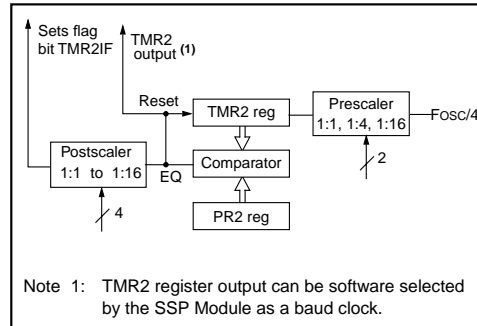 Sets flag
bit TMR2IF
TMR2
output (1)
Reset
TMR2 reg
Prescaler
1:1, 1:4, 1:16
FOSC/4
2
Postscaler
1:1 to 1:16
EQ
Comparator
4
PR2 reg
Note 1: TMR2 register output can be software selected
by the SSP Module as a baud clock.